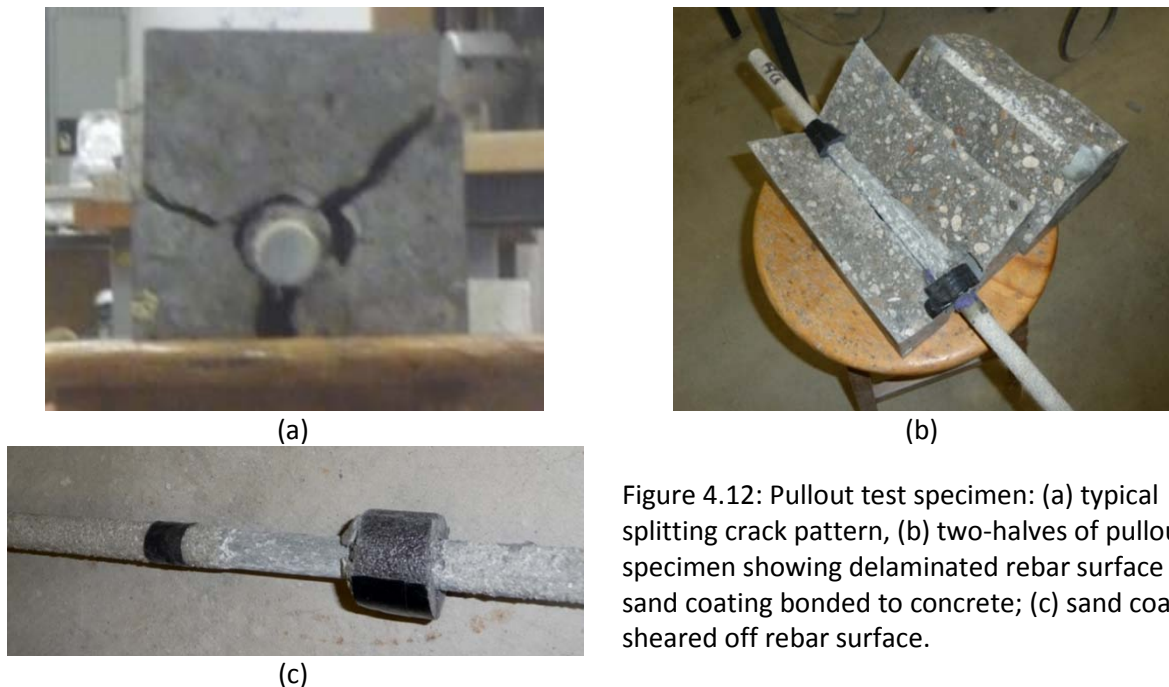 (a)
HG
(b)
(c)
Figure 4.12: Pullout test specimen: (a) typical
splitting crack pattern, (b) two-halves of pullou
specimen showing delaminated rebar surface
sand coating bonded to concrete; (c) sand coa
sheared off rebar surface.